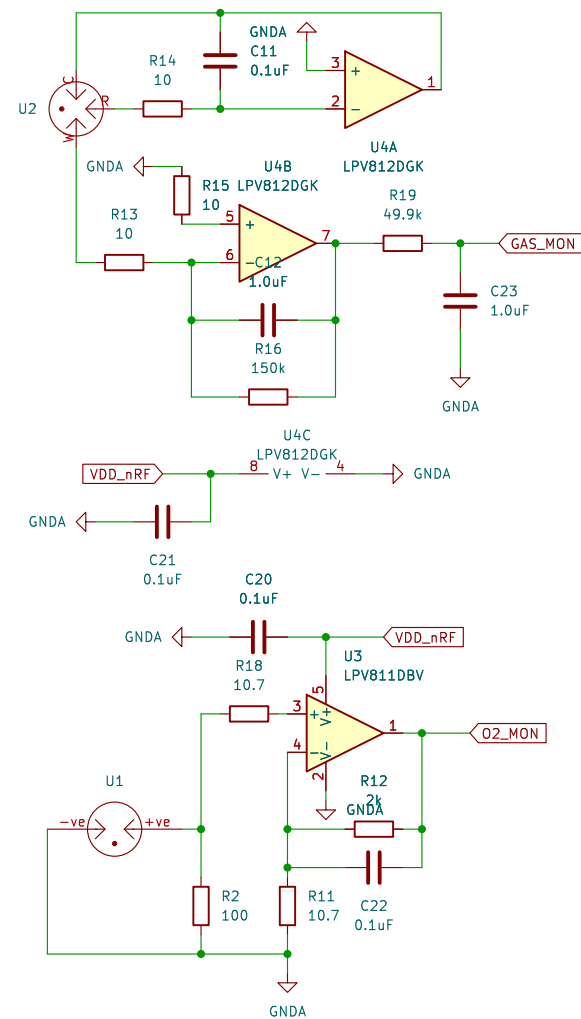 GNDA
C11
0.1uF
R14
10
C
R
W
U2
3
+
2
−
1
U4A
LPV812DGK
GNDA
R15
10
U4B
LPV812DGK
5
+
6
−
7
R13
10
C12
1.0uF
R16
150k
R19
49.9k
GAS_MON
C23
1.0uF
GNDA
U4C
LPV812DGK
VDD_nRF
8
V+
V−
4
GNDA
GNDA
C21
0.1uF
C20
0.1uF
GNDA
VDD_nRF
U3
LPV811DBV
R18
10.7
3
+
4
−
5
V+
V−
2
1
O2_MON
GNDA
R12
2k
U1
−ve
+ve
R2
100
R11
10.7
C22
0.1uF
GNDA